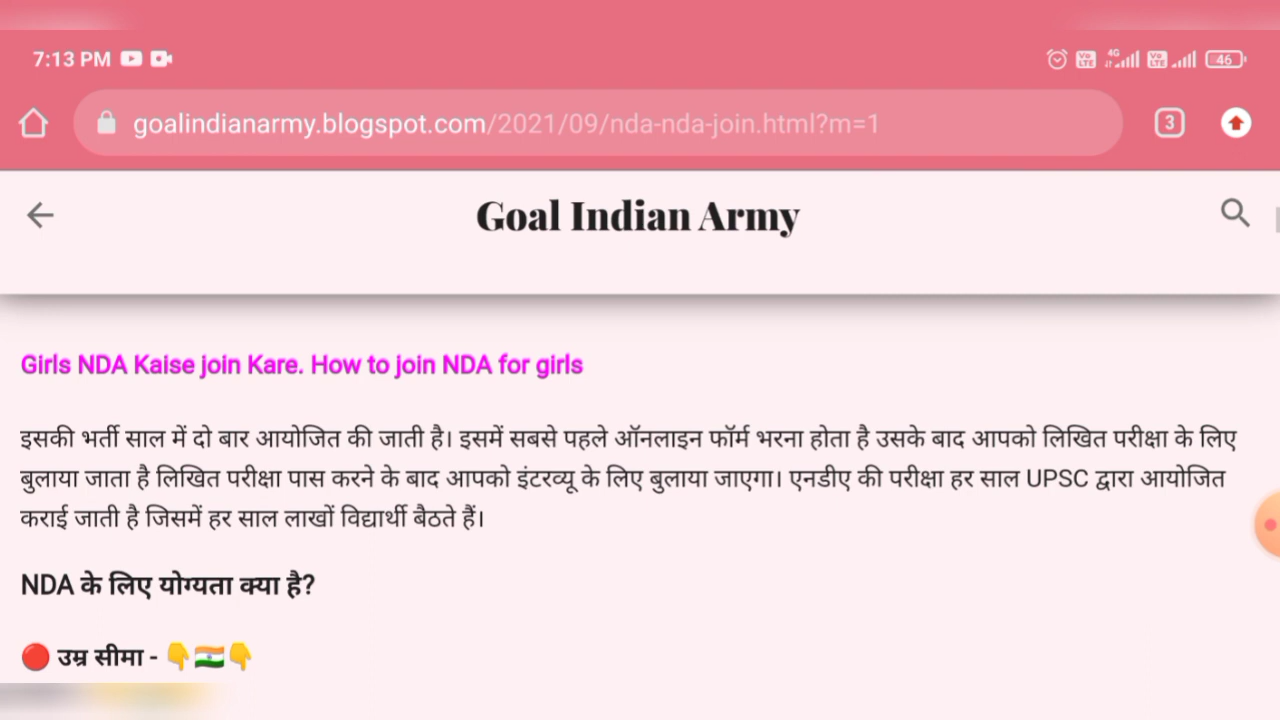 7:13 PM
4G
46
goalindianarmy.blogspot.com/2021/09/nda-nda-join.html?m=1
3
Goal Indian Army
Girls NDA Kaise join Kare. How to join NDA for girls
इसकी भर्ती साल में दो बार आयोजित की जाती है। इसमें सबसे पहले ऑनलाइन फॉर्म भरना होता है उसके बाद आपको लिखित परीक्षा के लिए
बुलाया जाता है लिखित परीक्षा पास करने के बाद आपको इंटरव्यू के लिए बुलाया जाएगा। एनडीए की परीक्षा हर साल UPSC द्वारा आयोजित
कराई जाती है जिसमें हर साल लाखों विद्यार्थी बैठते हैं।
NDA के लिए योग्यता क्या है?
🔴 उम्र सीमा - 👇🇮🇳👇